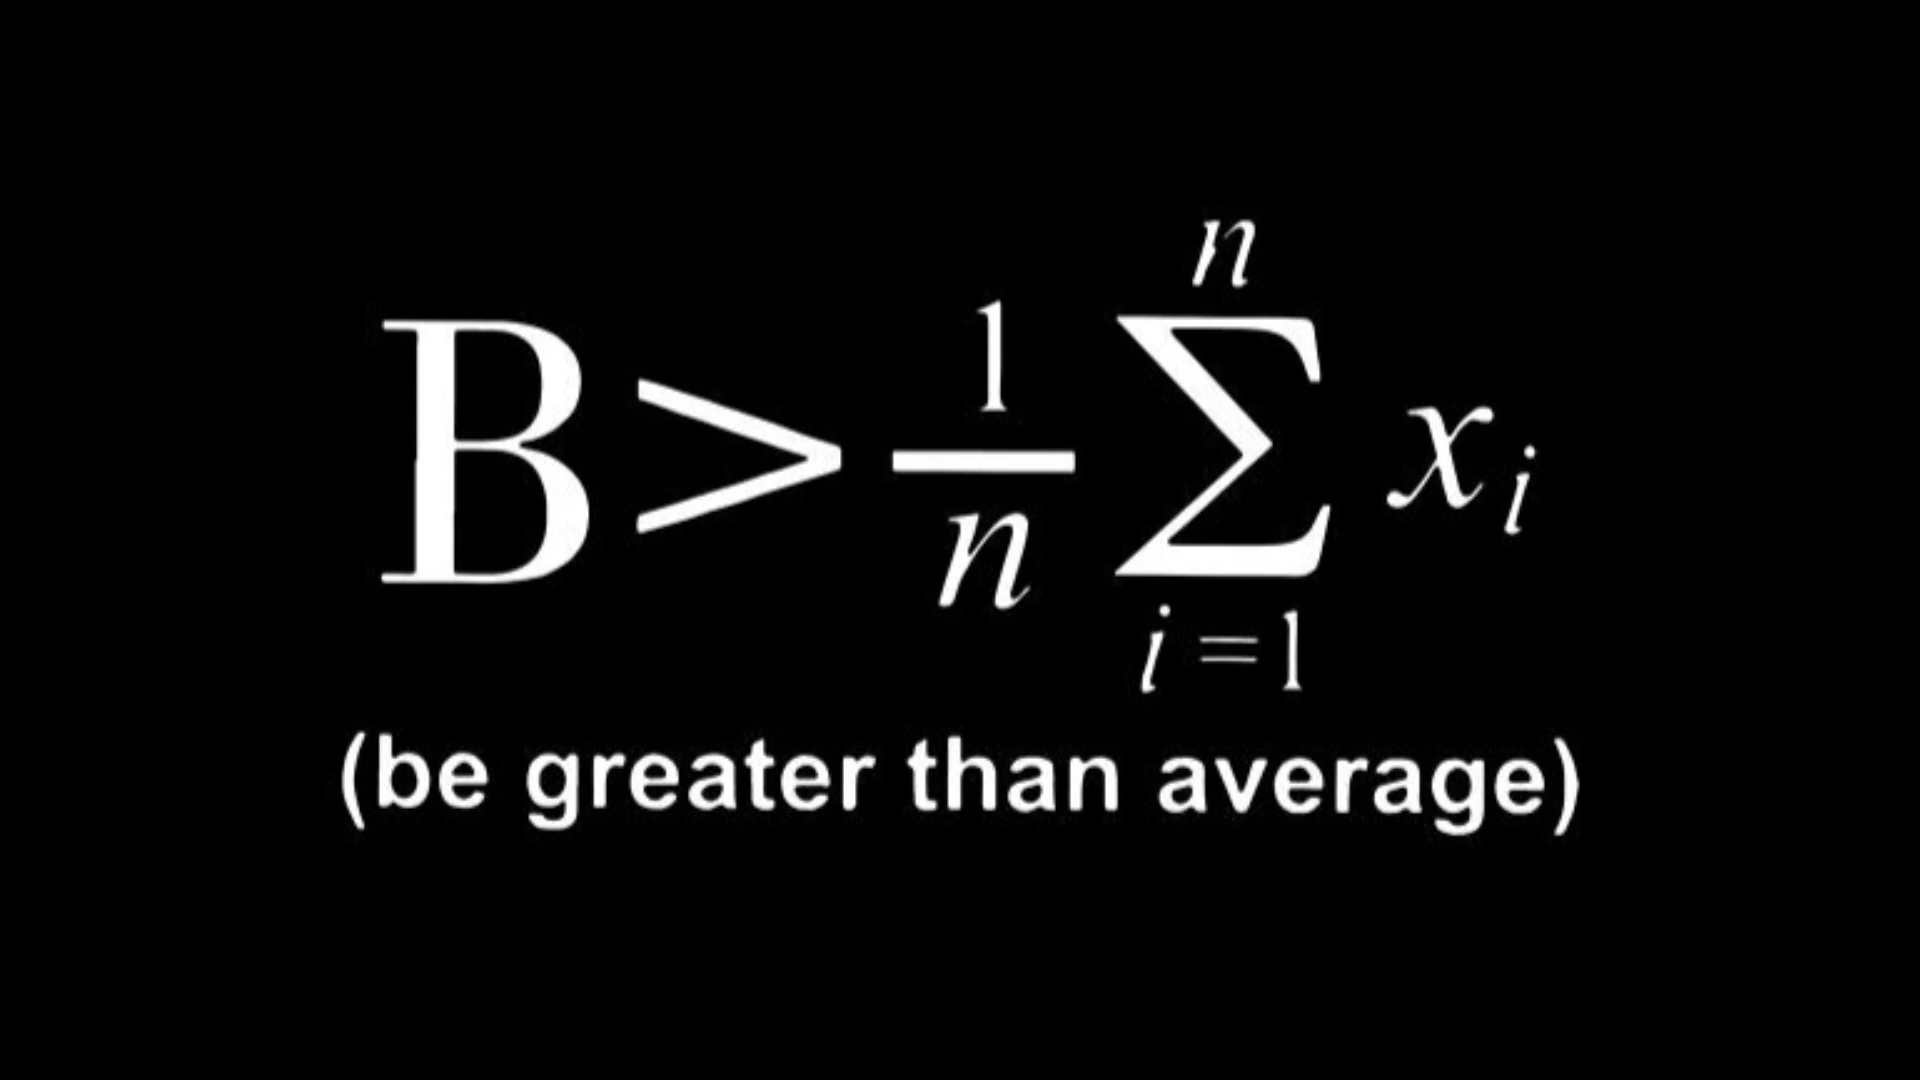 B > 1/n ∑_{i=1}^{n} x_i
(be greater than average)